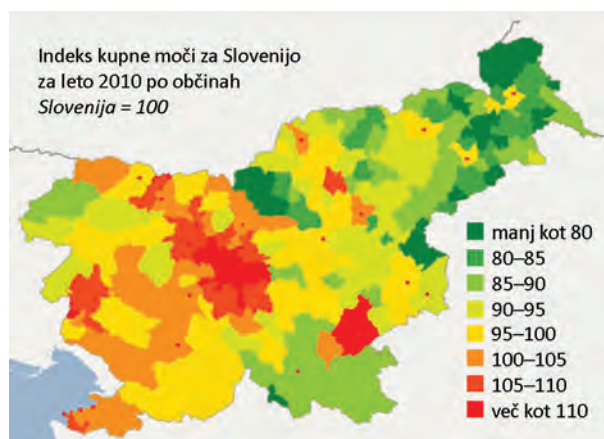 Indeks kupne moči za Slovenijo
za leto 2010 po občinah
Slovenija = 100
manj kot 80
80–85
85–90
90–95
95–100
100–105
105–110
več kot 110